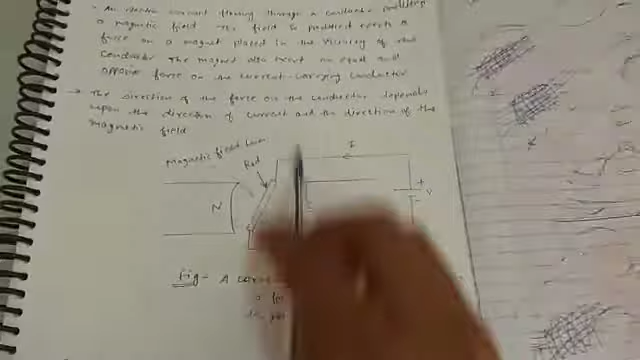 An electric current flowing through a conductor produces
a magnetic field. The field so produced exerts a
force on a magnet placed in the vicinity of the
conductor. The magnet also exert an equal and
opposite force on the current-carrying conductor
→ The direction of the force on the conductor depends
upon the direction of current and the direction of the
magnetic field
Magnetic field
Rod
I
N
+
V
-
Fig- A